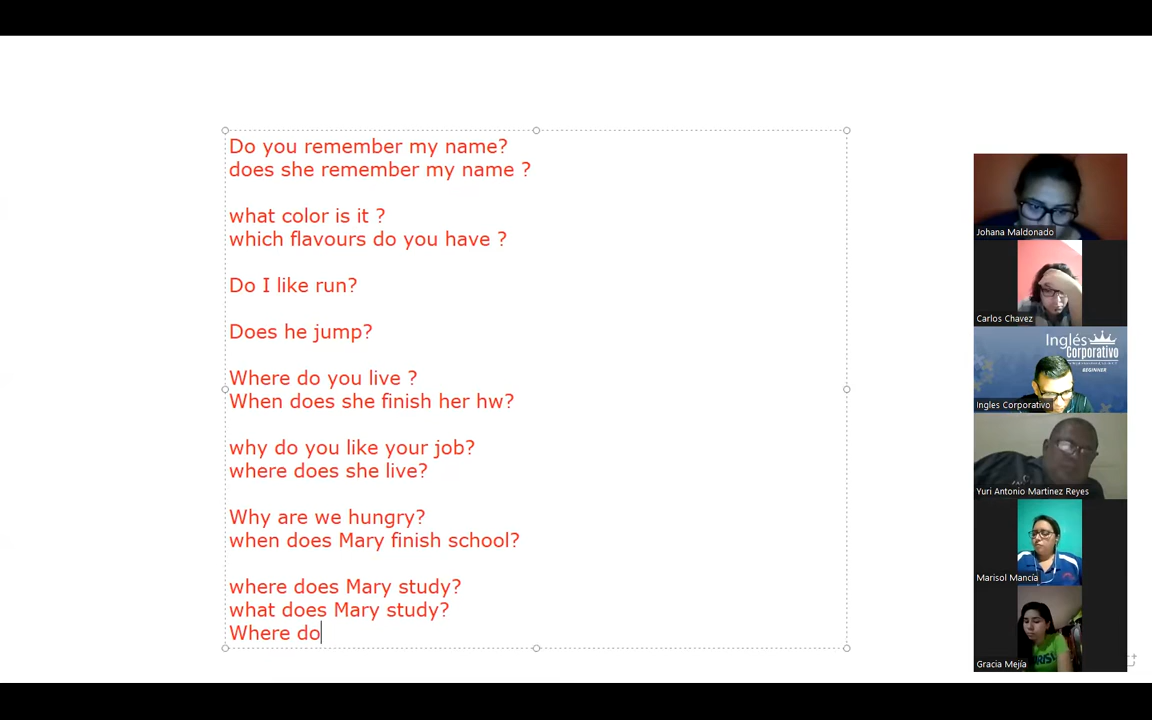 Do you remember my name?
does she remember my name ?
what color is it ?
which flavours do you have ?
Do I like run?
Does he jump?
Where do you live ?
When does she finish her hw?
why do you like your job?
where does she live?
Why are we hungry?
when does Mary finish school?
where does Mary study?
what does Mary study?
Where do
Johana Maldonado
Carlos Chavez
Inglés
Corporativo
BEGINNER
Ingles Corporativo
Yuri Antonio Martinez Reyes
Marisol Mancía
Gracia Mejía